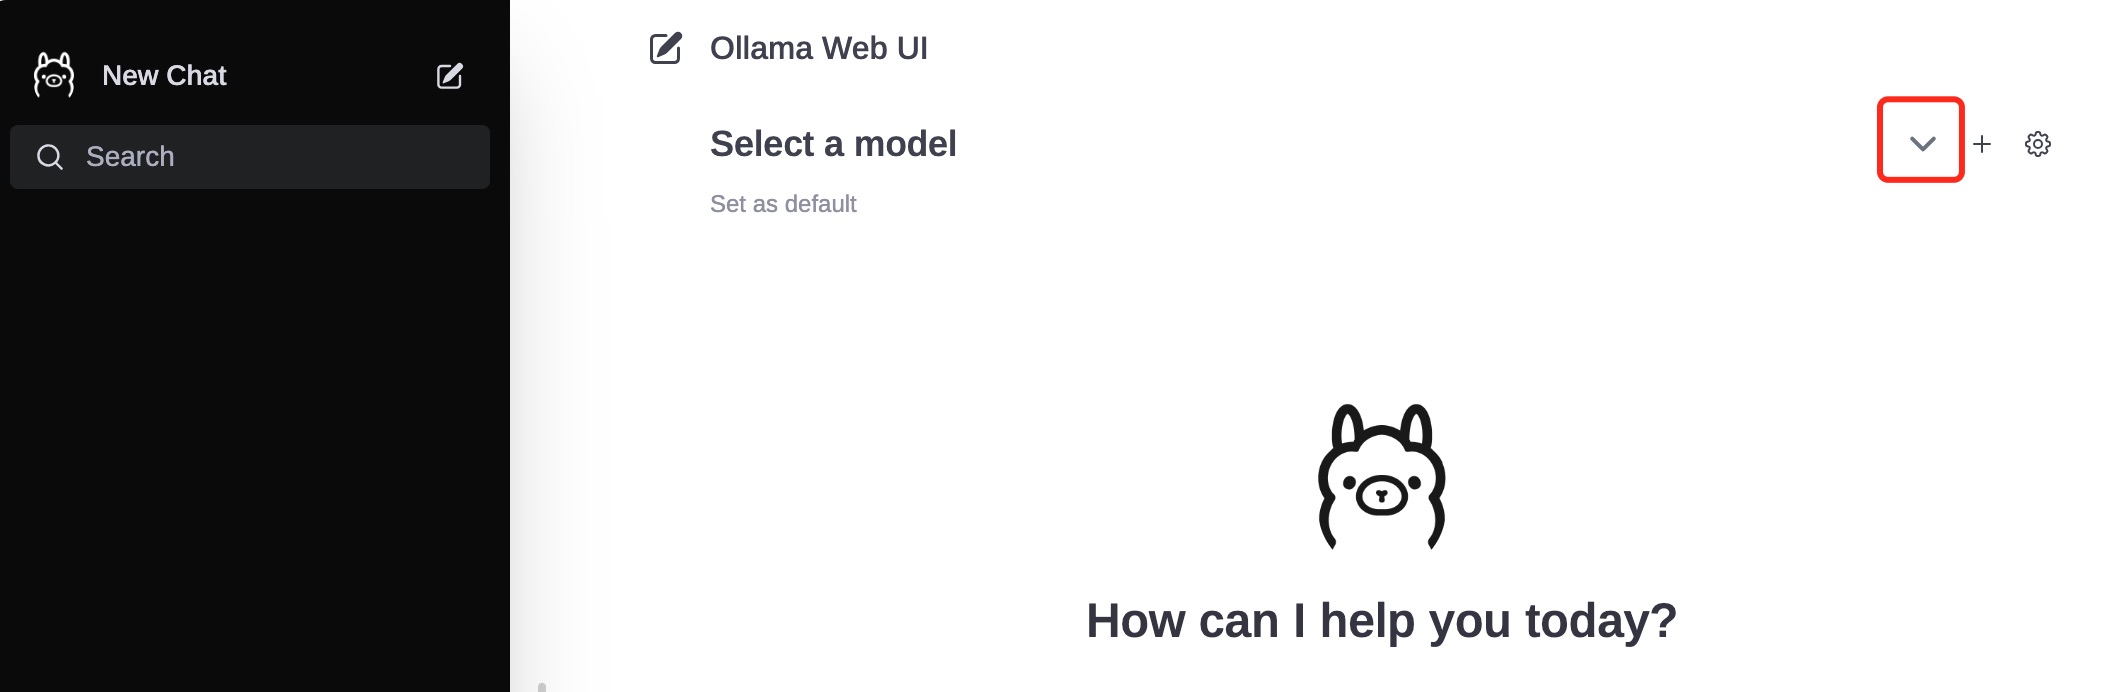 New Chat
Search
Ollama Web UI
Select a model
Set as default
How can I help you today?